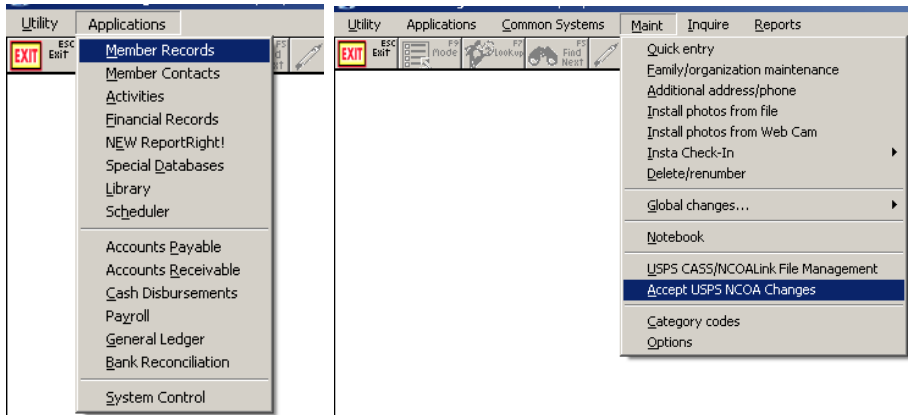 Utility Applications
EXIT ESC Exit
Member Records
Member Contacts
Activities
Financial Records
NEW ReportRight!
Special Databases
Library
Scheduler
Accounts Payable
Accounts Receivable
Cash Disbursements
Payroll
General Ledger
Bank Reconciliation
System Control
Utility Applications Common Systems Maint Inquire Reports
EXIT ESC Exit F9 Mode F7 Lookup F5 Find Next
Quick entry
Family/organization maintenance
Additional address/phone
Install photos from file
Install photos from Web Cam
Insta Check-In
Delete/renumber
Global changes...
Notebook
USPS CASS/NCOALink File Management
Accept USPS NCOA Changes
Category codes
Options